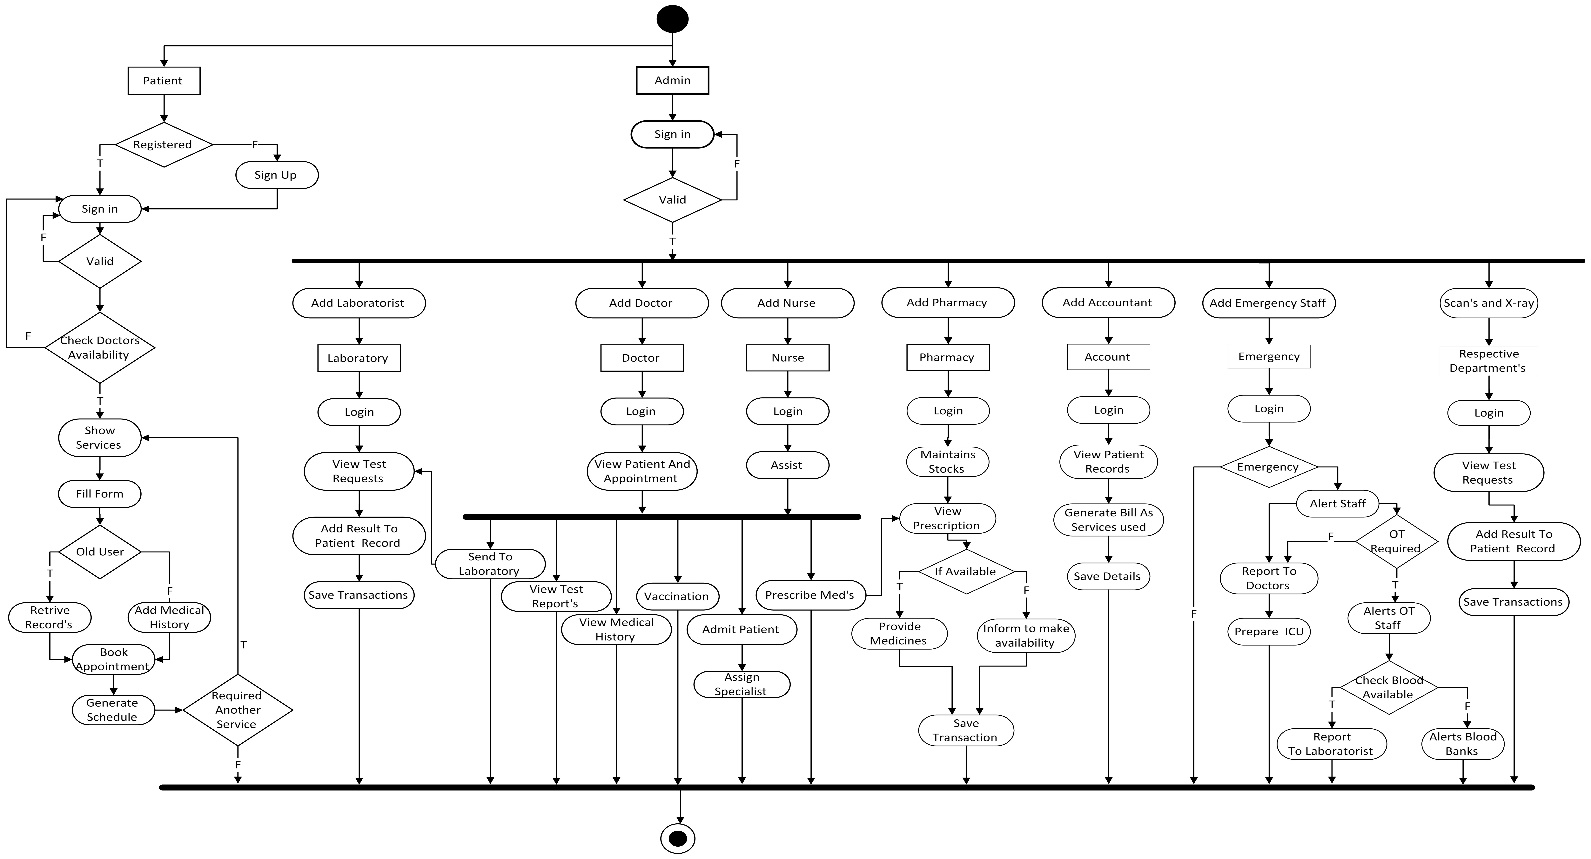 Patient
Admin
Registered
T
F
Sign Up
Sign in
F
Valid
T
Sign in
F
Valid
F
Check Doctors
Availability
T
Show
Services
Fill Form
Old User
T
F
Retrive
Record's
Add Medical
History
Book
Appointment
Generate
Schedule
T
Required
Another
Service
F
Add Laboratorist
Laboratory
Login
View Test
Requests
Add Result To
Patient Record
Save Transactions
Add Doctor
Doctor
Login
View Patient And
Appointment
Add Nurse
Nurse
Login
Assist
Send To
Laboratory
View Test
Report's
View Medical
History
Vaccination
Admit Patient
Assign
Specialist
Prescribe Med's
Add Pharmacy
Pharmacy
Login
Maintains
Stocks
View
Prescription
If Available
T
F
Provide
Medicines
Inform to make
availability
Save
Transaction
Add Accountant
Account
Login
View Patient
Records
Generate Bill As
Services used
Save Details
Add Emergency Staff
Emergency
Login
Emergency
F
Alert Staff
OT
Required
F
T
Report To
Doctors
Prepare ICU
Alerts OT
Staff
Check Blood
Available
T
F
Report
To Laboratorist
Alerts Blood
Banks
Scan's and X-ray
Respective
Department's
Login
View Test
Requests
Add Result To
Patient Record
Save Transactions